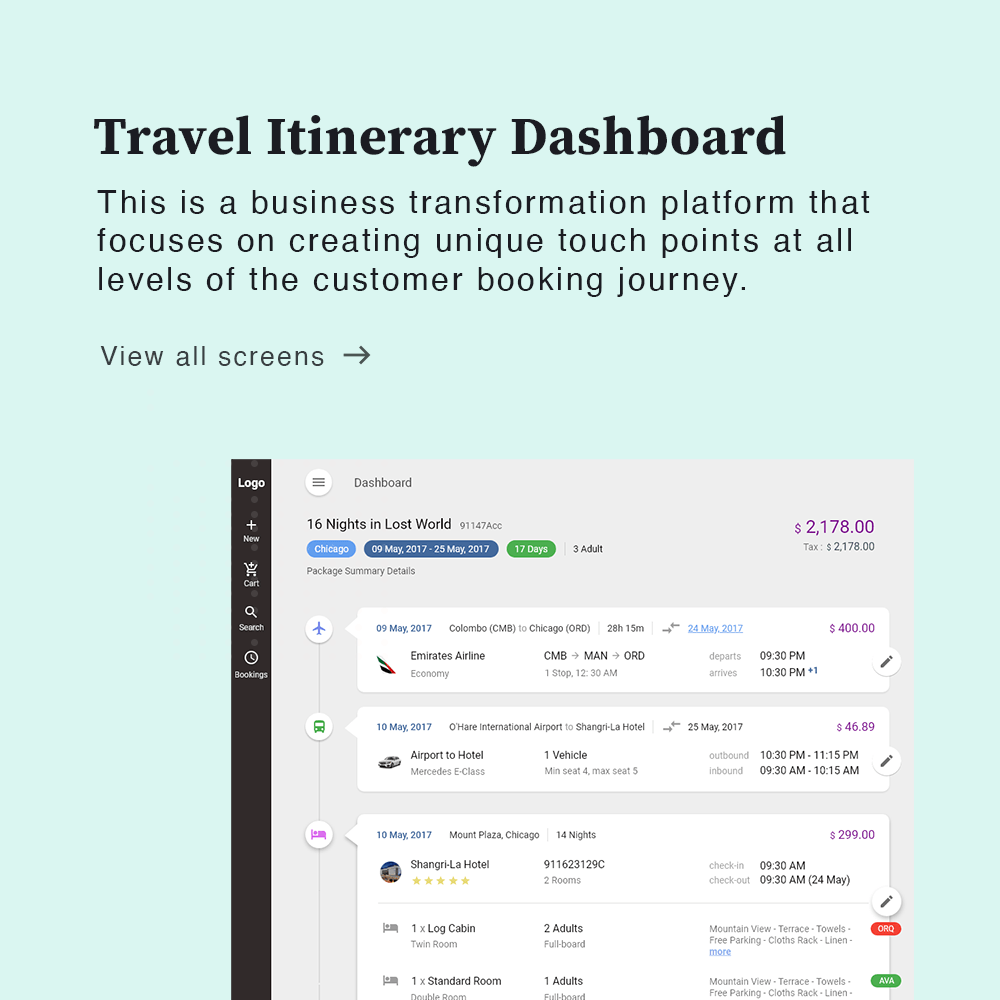 Travel Itinerary Dashboard
This is a business transformation platform that
focuses on creating unique touch points at all
levels of the customer booking journey.
View all screens →
Logo
New
Cart
Search
Bookings
Dashboard
16 Nights in Lost World 91147Acc
$ 2,178.00
Chicago 09 May, 2017 - 25 May, 2017 17 Days 3 Adult
Tax : $ 2,178.00
Package Summary Details
09 May, 2017 Colombo (CMB) to Chicago (ORD) 28h 15m 24 May, 2017 $ 400.00
Emirates Airline CMB → MAN → ORD departs 09:30 PM
Economy 1 Stop, 12: 30 AM arrives 10:30 PM +1
10 May, 2017 O'Hare International Airport to Shangri-La Hotel 25 May, 2017 $ 46.89
Airport to Hotel 1 Vehicle outbound 10:30 PM - 11:15 PM
Mercedes E-Class Min seat 4, max seat 5 inbound 09:30 AM - 10:15 AM
10 May, 2017 Mount Plaza, Chicago 14 Nights $ 299.00
Shangri-La Hotel 911623129C check-in 09:30 AM
2 Rooms check-out 09:30 AM (24 May)
1 x Log Cabin 2 Adults Mountain View - Terrace - Towels - ORQ
Twin Room Full-board Free Parking - Cloths Rack - Linen -
more
1 x Standard Room 1 Adults Mountain View - Terrace - Towels - AVA
Double Room Full-board Free Parking - Cloths Rack - Linen -